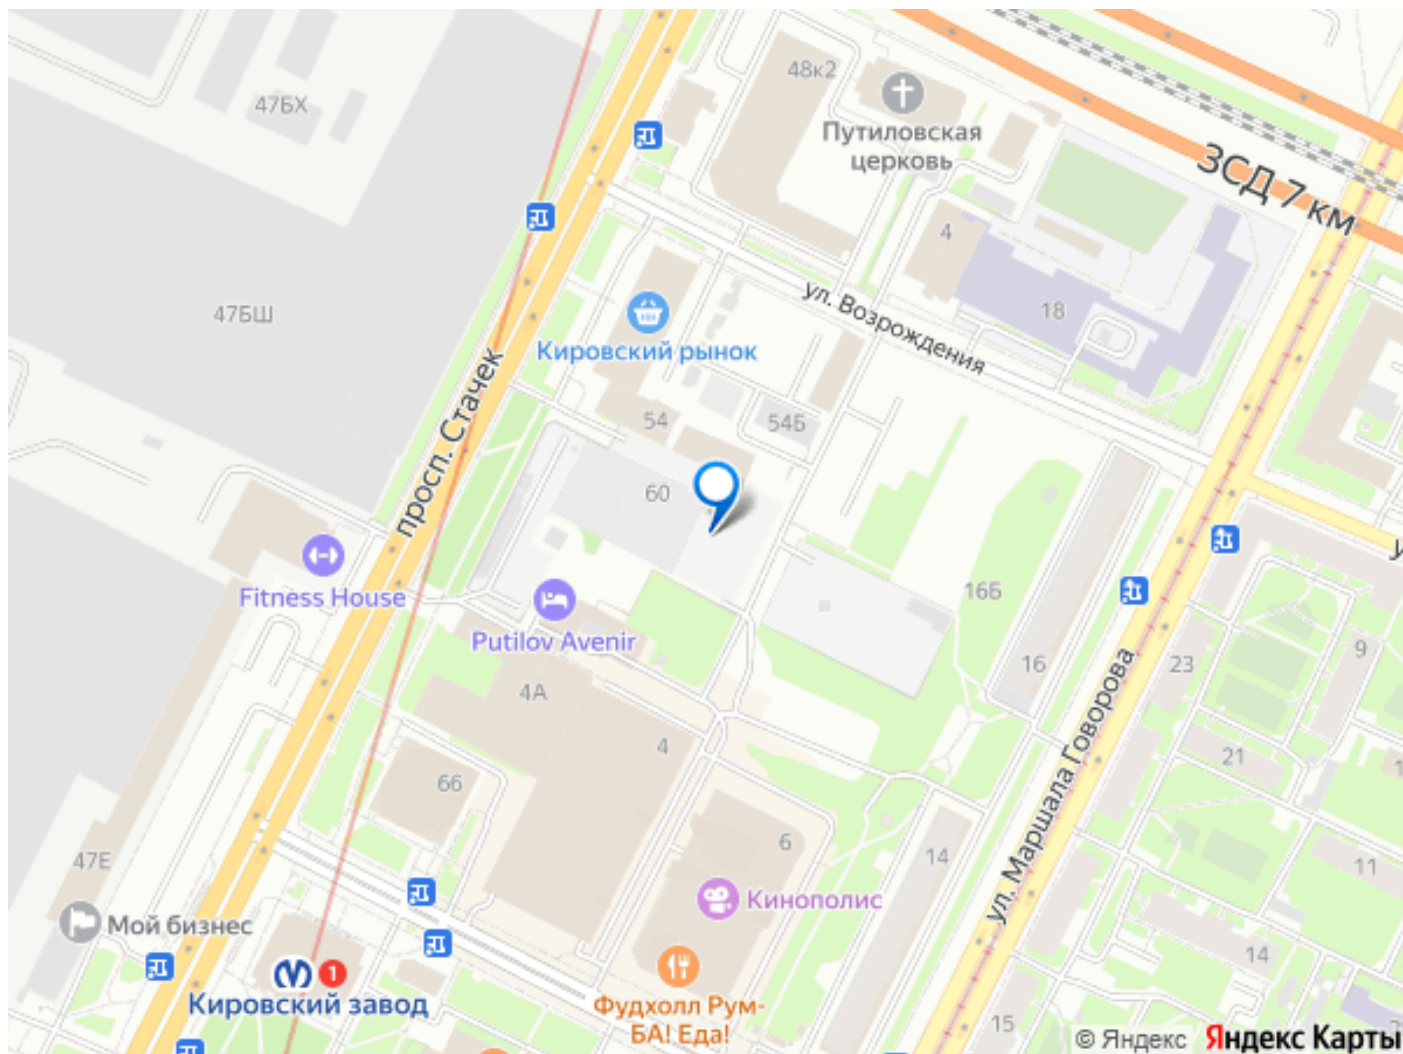 47БХ
48к2
Путиловская
церковь
ЗСД 7 км
4
47БШ
ул. Возрождения
18
Кировский рынок
просп. Стачек
54
54Б
60
Fitness House
Putilov Avenir
16Б
16
23
9
4А
4
21
66
ул. Маршала Говорова
6
14
11
47Е
Мой бизнес
Кинополис
14
1
Кировский завод
Фудхолл Рум-
БА! Еда!
15
© Яндекс Яндекс Карты